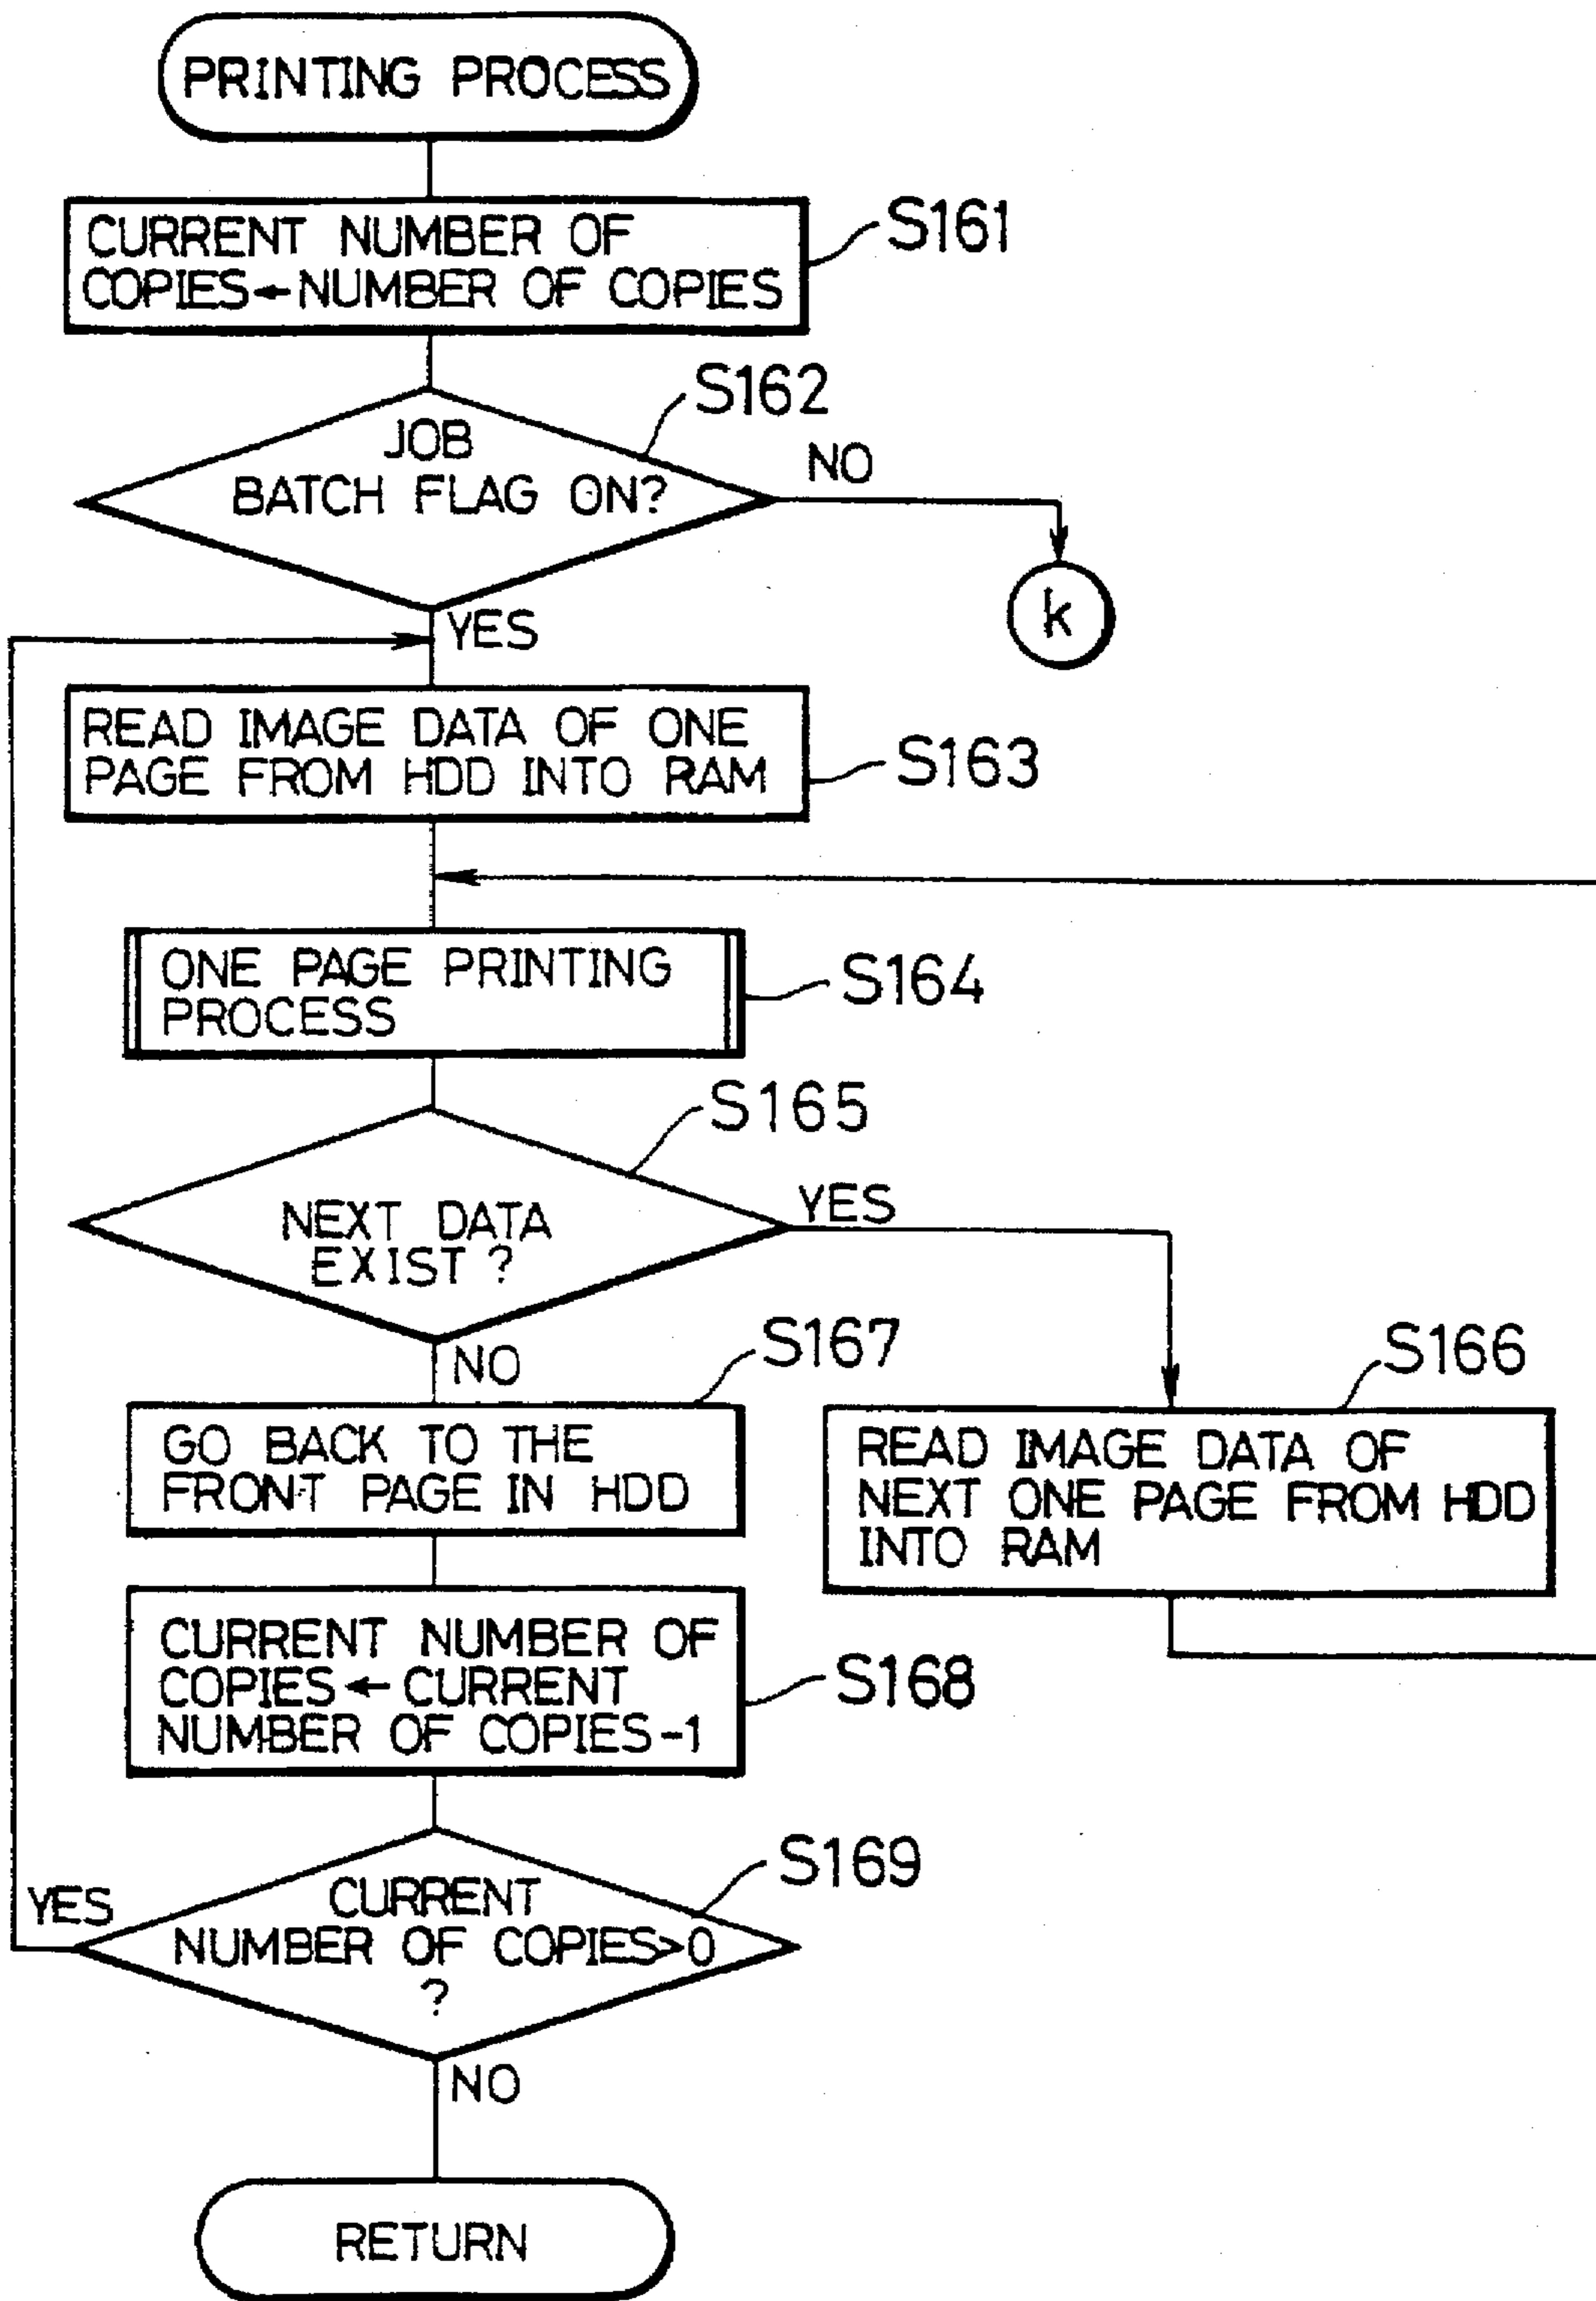 PRINTING PROCESS
CURRENT NUMBER OF
COPIES←NUMBER OF COPIES
S161
S162
JOB
BATCH FLAG ON?
NO
k
YES
READ IMAGE DATA OF ONE
PAGE FROM HDD INTO RAM
S163
ONE PAGE PRINTING
PROCESS
S164
S165
NEXT DATA
EXIST ?
YES
NO
S167
GO BACK TO THE
FRONT PAGE IN HDD
S166
READ IMAGE DATA OF
NEXT ONE PAGE FROM HDD
INTO RAM
CURRENT NUMBER OF
COPIES←CURRENT
NUMBER OF COPIES-1
S168
S169
YES
CURRENT
NUMBER OF COPIES>0
?
NO
RETURN